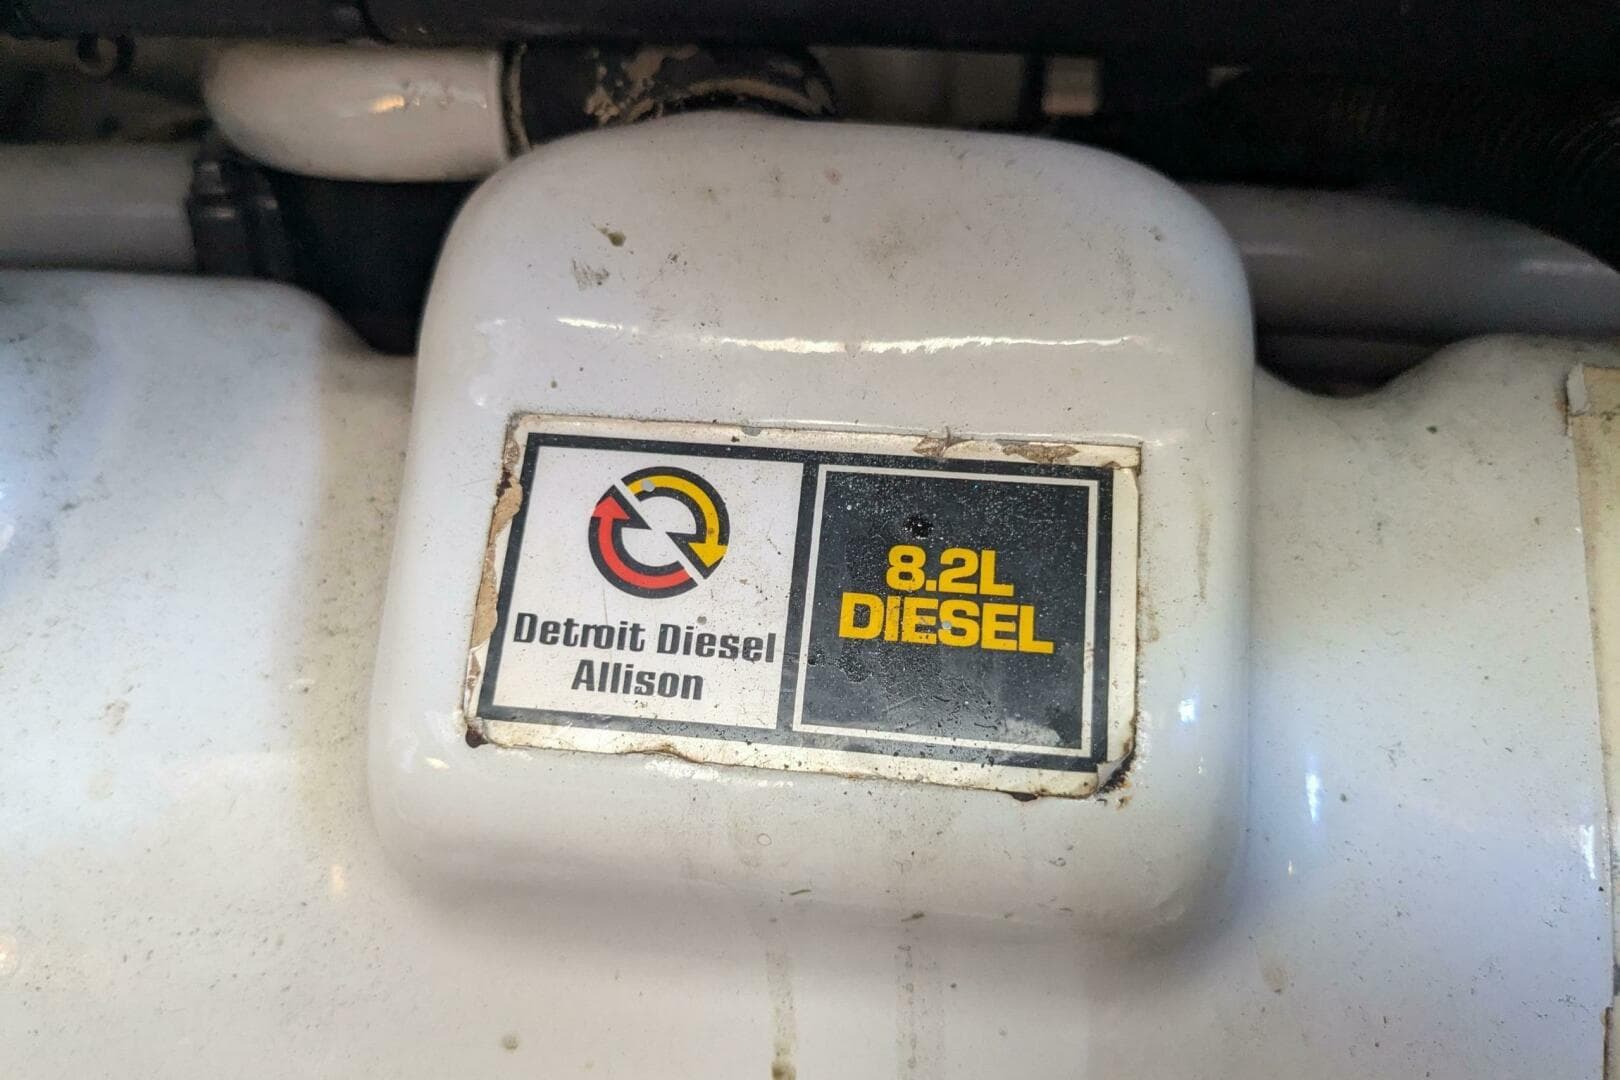 Detroit Diesel
Allison
8.2L
DIESEL